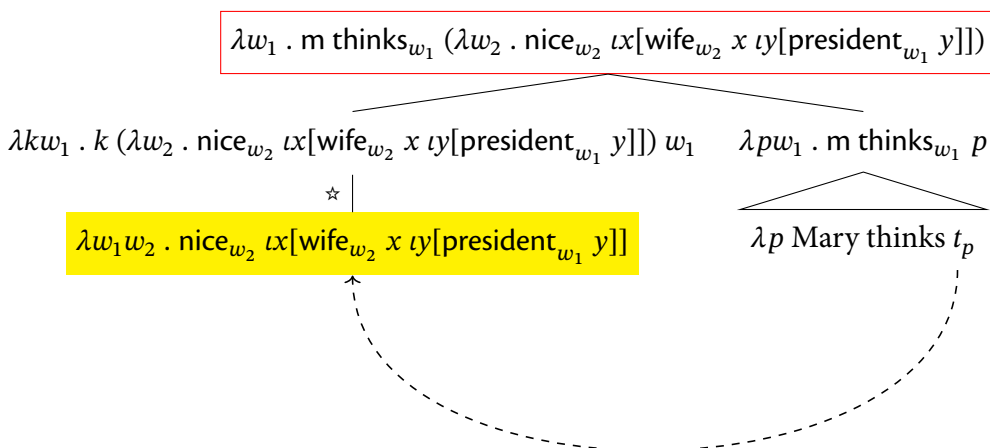 λw₁ . m thinks_w₁ (λw₂ . nice_w₂ ιx[wife_w₂ x ιy[president_w₁ y]])
λkw₁ . k (λw₂ . nice_w₂ ιx[wife_w₂ x ιy[president_w₁ y]]) w₁ λpw₁ . m thinks_w₁ p
☆
λw₁w₂ . nice_w₂ ιx[wife_w₂ x ιy[president_w₁ y]] λp Mary thinks t_p